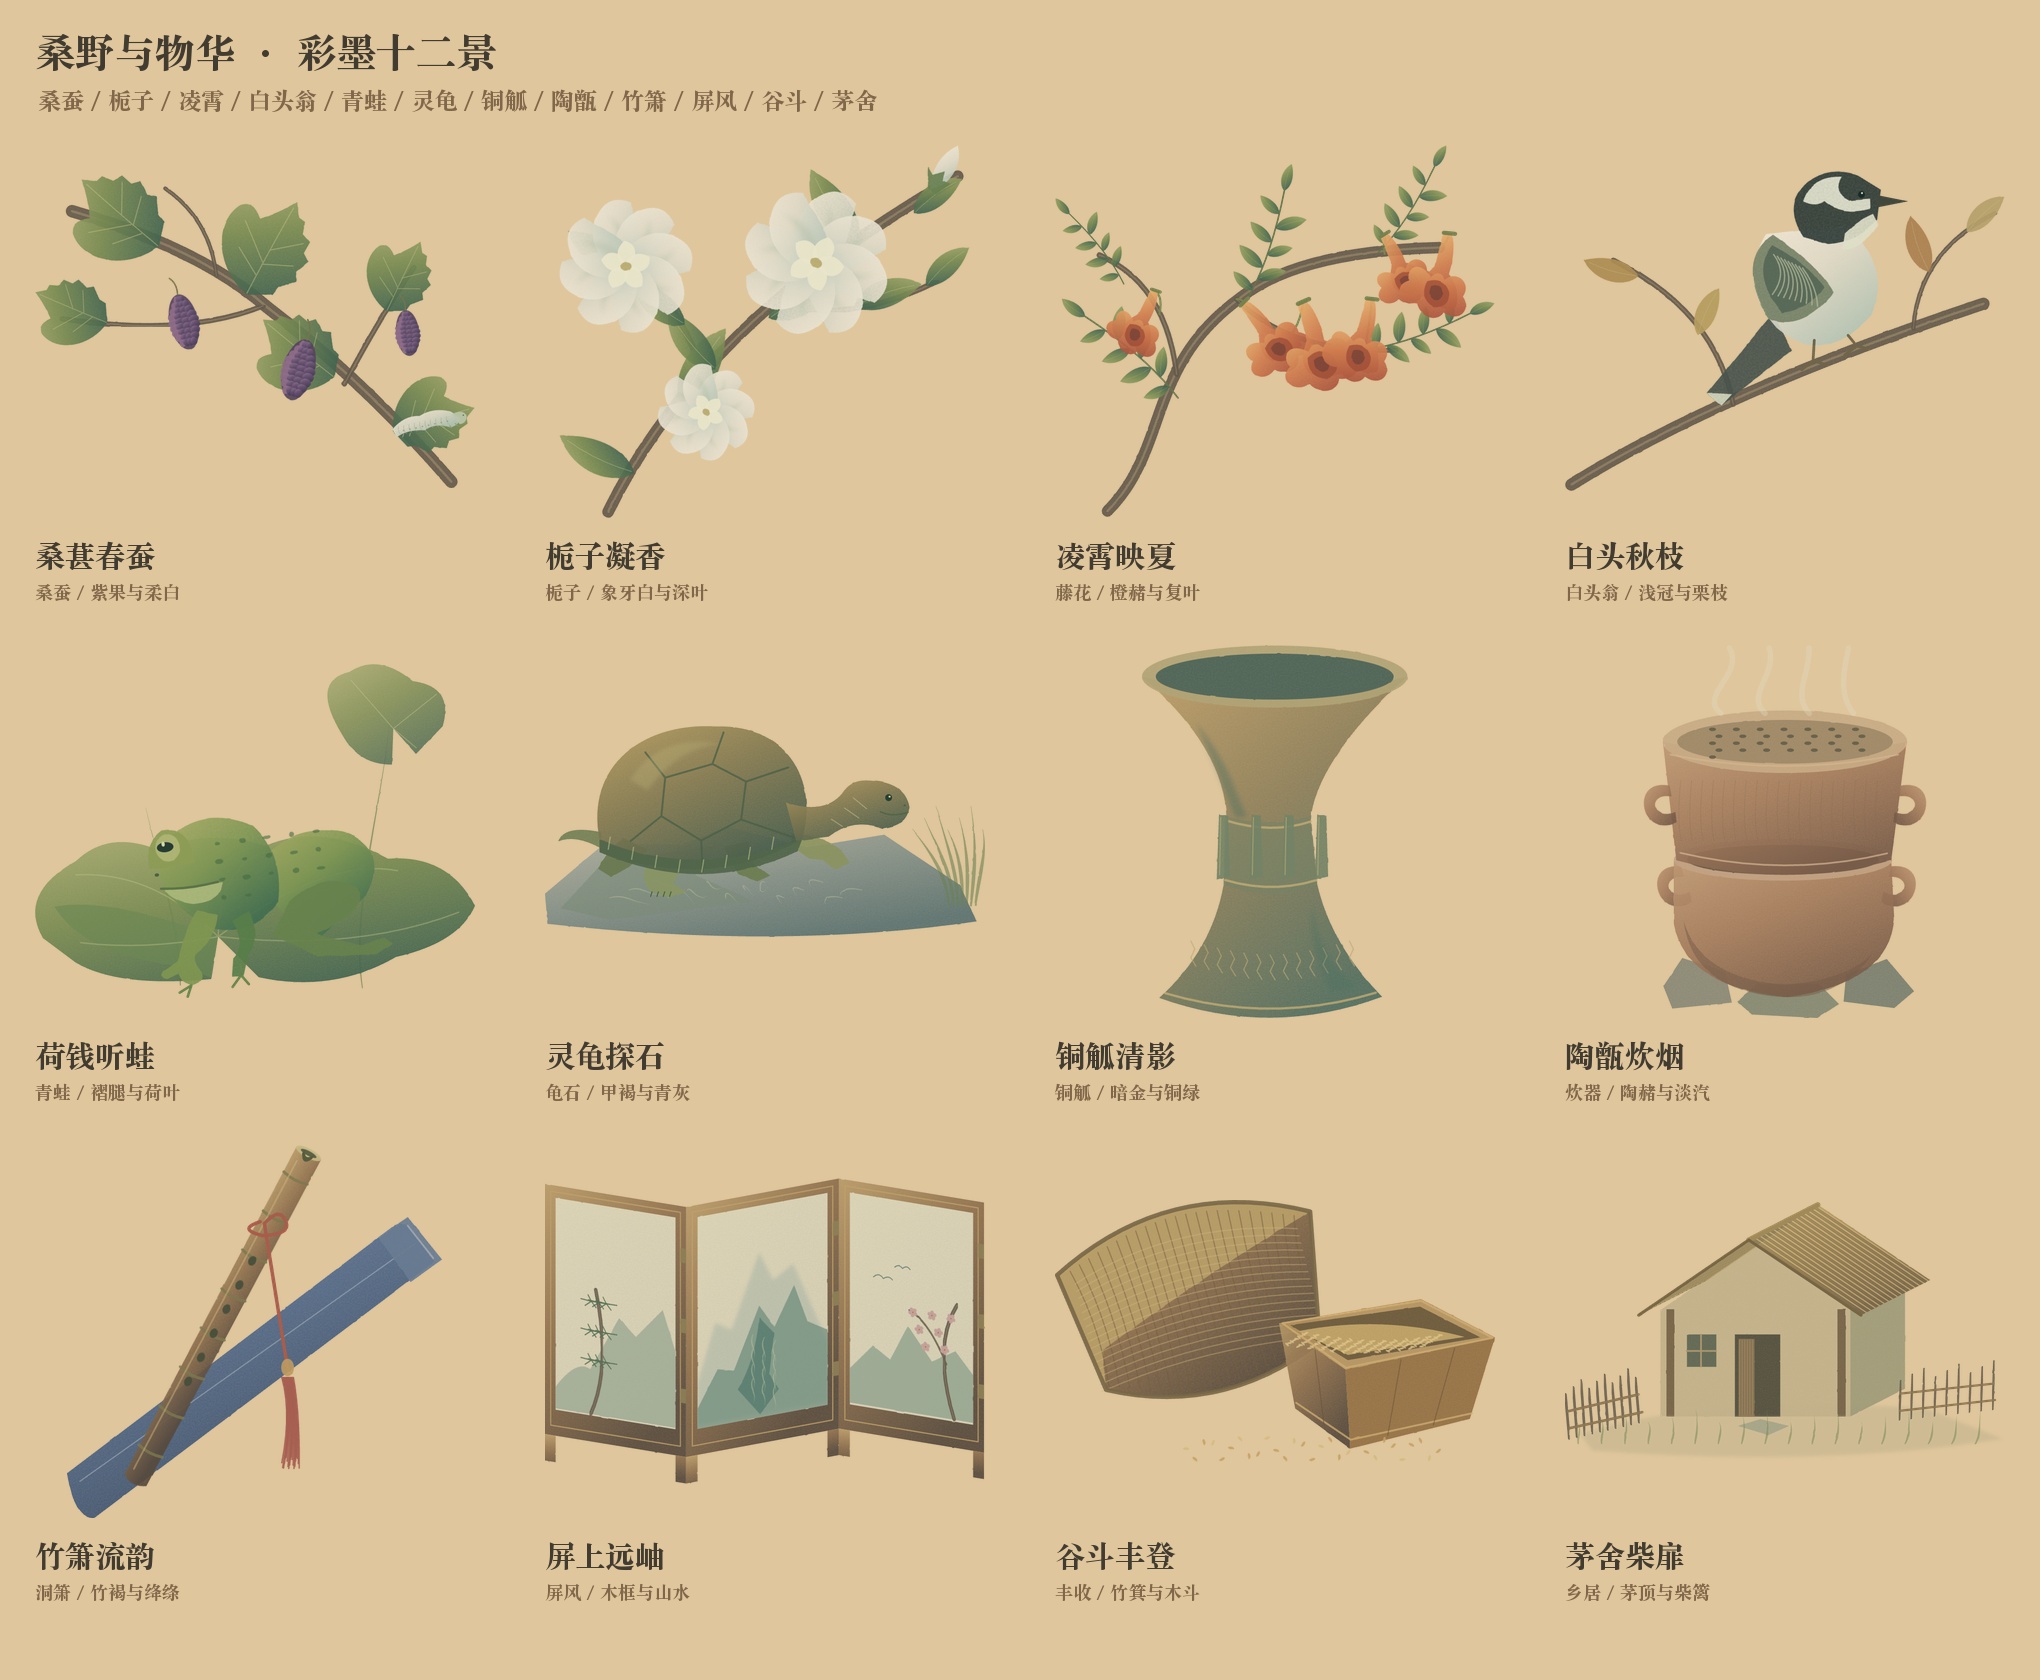 桑野与物华 · 彩墨十二景
桑蚕 / 栀子 / 凌霄 / 白头翁 / 青蛙 / 灵龟 / 铜觚 / 陶甑 / 竹箫 / 屏风 / 谷斗 / 茅舍
桑葚春蚕
桑蚕 / 紫果与柔白
栀子凝香
栀子 / 象牙白与深叶
凌霄映夏
藤花 / 橙赭与复叶
白头秋枝
白头翁 / 浅冠与栗枝
荷钱听蛙
青蛙 / 褶腿与荷叶
灵龟探石
龟石 / 甲褐与青灰
铜觚清影
铜觚 / 暗金与铜绿
陶甑炊烟
炊器 / 陶赭与淡汽
竹箫流韵
洞箫 / 竹褐与绛绦
屏上远岫
屏风 / 木框与山水
谷斗丰登
丰收 / 竹箕与木斗
茅舍柴扉
乡居 / 茅顶与柴篱